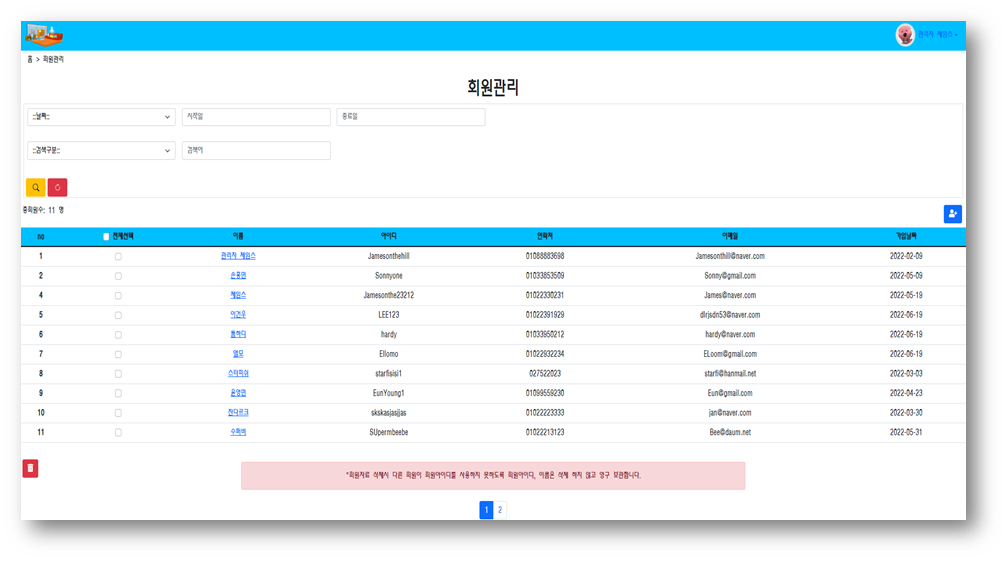 관리자 제임스
홈 > 회원관리
회원관리
::날짜:: 시작일 종료일
::검색구분:: 검색어
총회원수: 11 명
no 전체선택 이름 아이디 연락처 이메일 가입날짜
1 관리자 제임스 Jamesonthehill 01088883698 Jamesonthill@naver.com 2022-02-09
2 손흥민 Sonnyone 01033853509 Sonny@gmail.com 2022-05-09
4 제임스 Jamesonthe23212 01022330231 James@naver.com 2022-05-19
5 이건우 LEE123 01022391929 dlrjsdn53@naver.com 2022-06-19
6 톰하디 hardy 01033950212 hardy@naver.com 2022-06-19
7 엘모 Ellomo 01022932234 ELoom@gmail.com 2022-06-19
8 스타피쉬 starfisisi1 027522023 starfi@hanmail.net 2022-03-03
9 윤영면 EunYoung1 01099559230 Eun@gmail.com 2022-04-23
10 잔다르크 skskasjasjjas 01022223333 jan@naver.com 2022-03-30
11 수퍼비 SUpermbeebe 01022213123 Bee@daum.net 2022-05-31
*회원자료 삭제시 다른 회원이 회원아이디를 사용하지 못하도록 회원아이디, 이름은 삭제 하지 않고 영구 보관합니다.
1 2